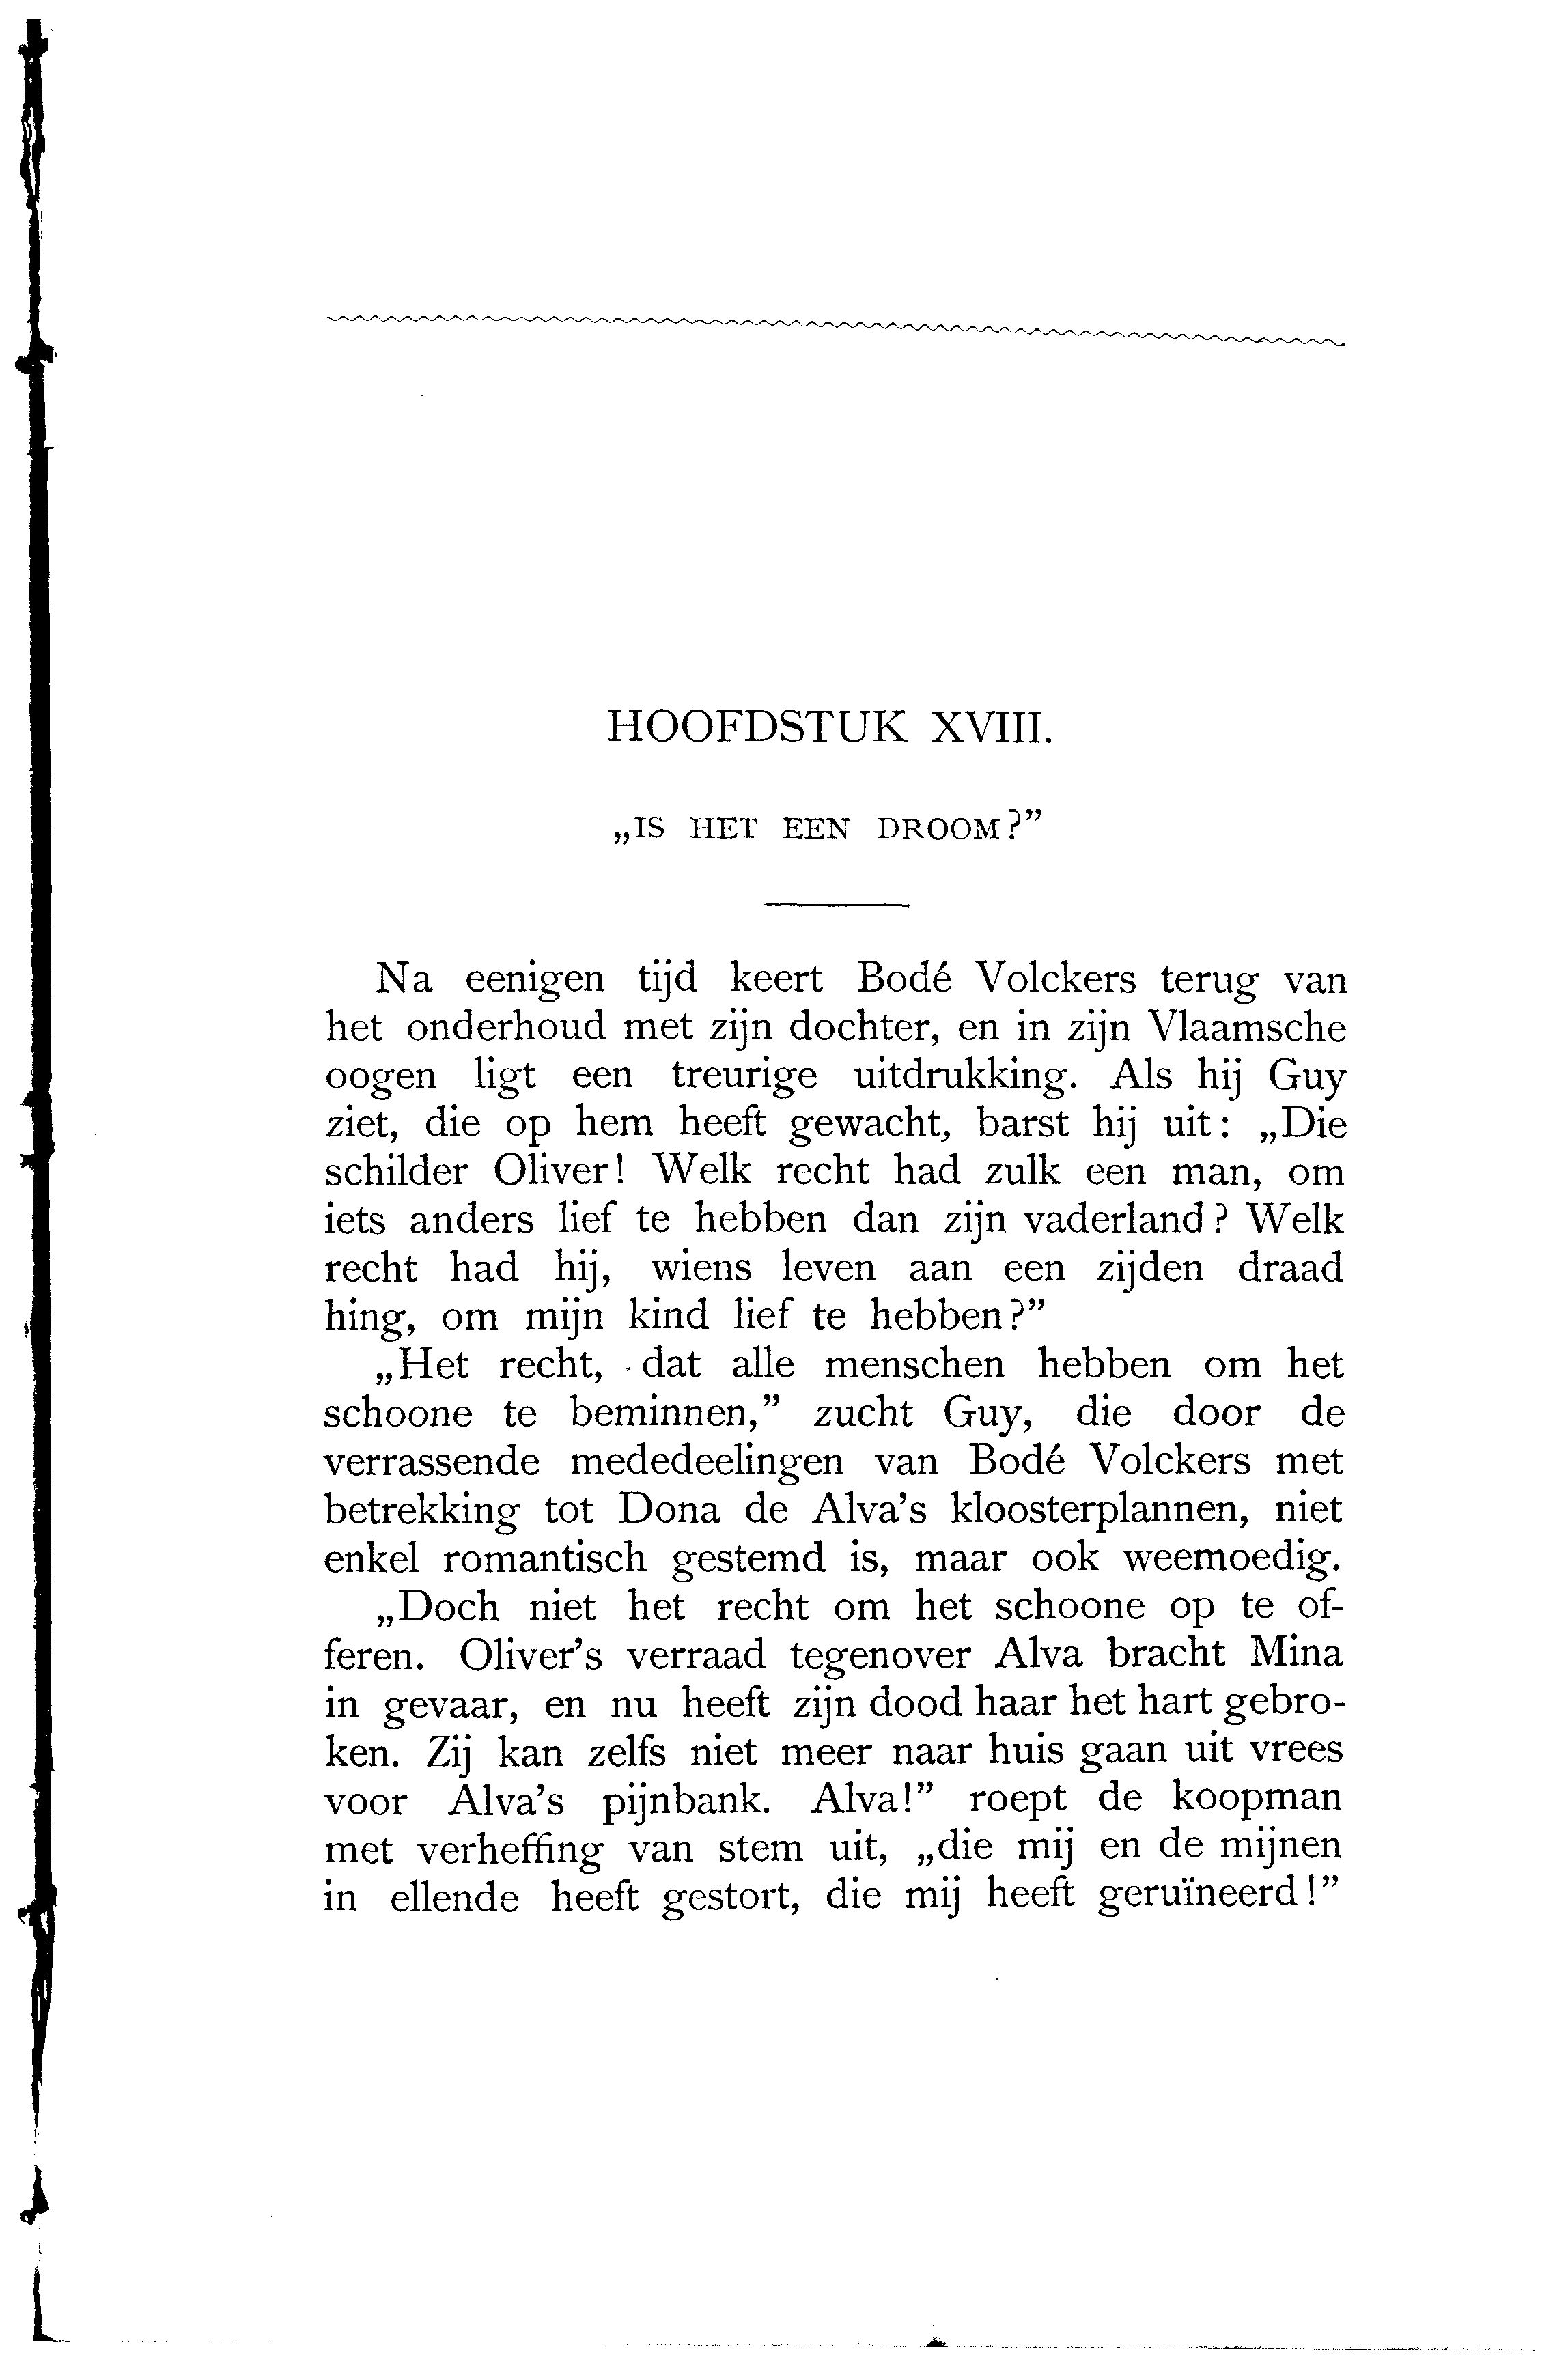 HOOFDSTUK XVIII.
„IS HET EEN DROOM?”
Na eenigen tijd keert Bodé Volckers terug van
het onderhoud met zijn dochter, en in zijn Vlaamsche
oogen ligt een treurige uitdrukking. Als hij Guy
ziet, die op hem heeft gewacht, barst hij uit: „Die
schilder Oliver! Welk recht had zulk een man, om
iets anders lief te hebben dan zijn vaderland? Welk
recht had hij, wiens leven aan een zijden draad
hing, om mijn kind lief te hebben?”
„Het recht, dat alle menschen hebben om het
schoone te beminnen,” zucht Guy, die door de
verrassende mededeelingen van Bodé Volckers met
betrekking tot Dona de Alva's kloosterplannen, niet
enkel romantisch gestemd is, maar ook weemoedig.
„Doch niet het recht om het schoone op te of-
feren. Oliver's verraad tegenover Alva bracht Mina
in gevaar, en nu heeft zijn dood haar het hart gebro-
ken. Zij kan zelfs niet meer naar huis gaan uit vrees
voor Alva's pijnbank. Alva!” roept de koopman
met verheffing van stem uit, „die mij en de mijnen
in ellende heeft gestort, die mij heeft geruïneerd!”